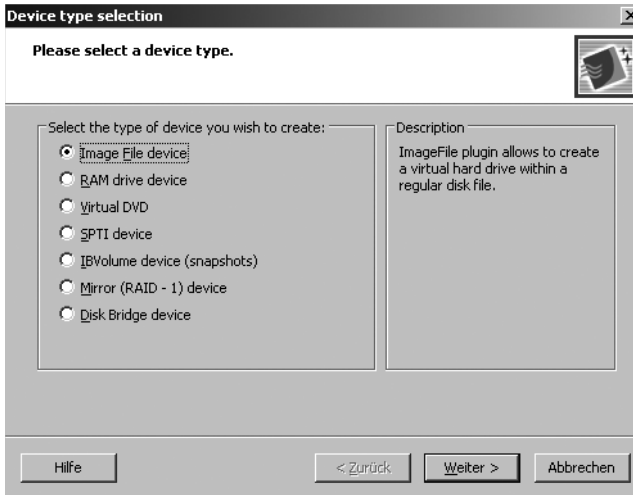 Device type selection
Please select a device type.
Select the type of device you wish to create:
Image File device
RAM drive device
Virtual DVD
SPTI device
IBVolume device (snapshots)
Mirror (RAID - 1) device
Disk Bridge device
Description
ImageFile plugin allows to create
a virtual hard drive within a
regular disk file.
Hilfe
< Zurück
Weiter >
Abbrechen